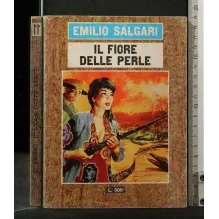 EMILIO SALGARI
IL FIORE
DELLE PERLE
L. 300